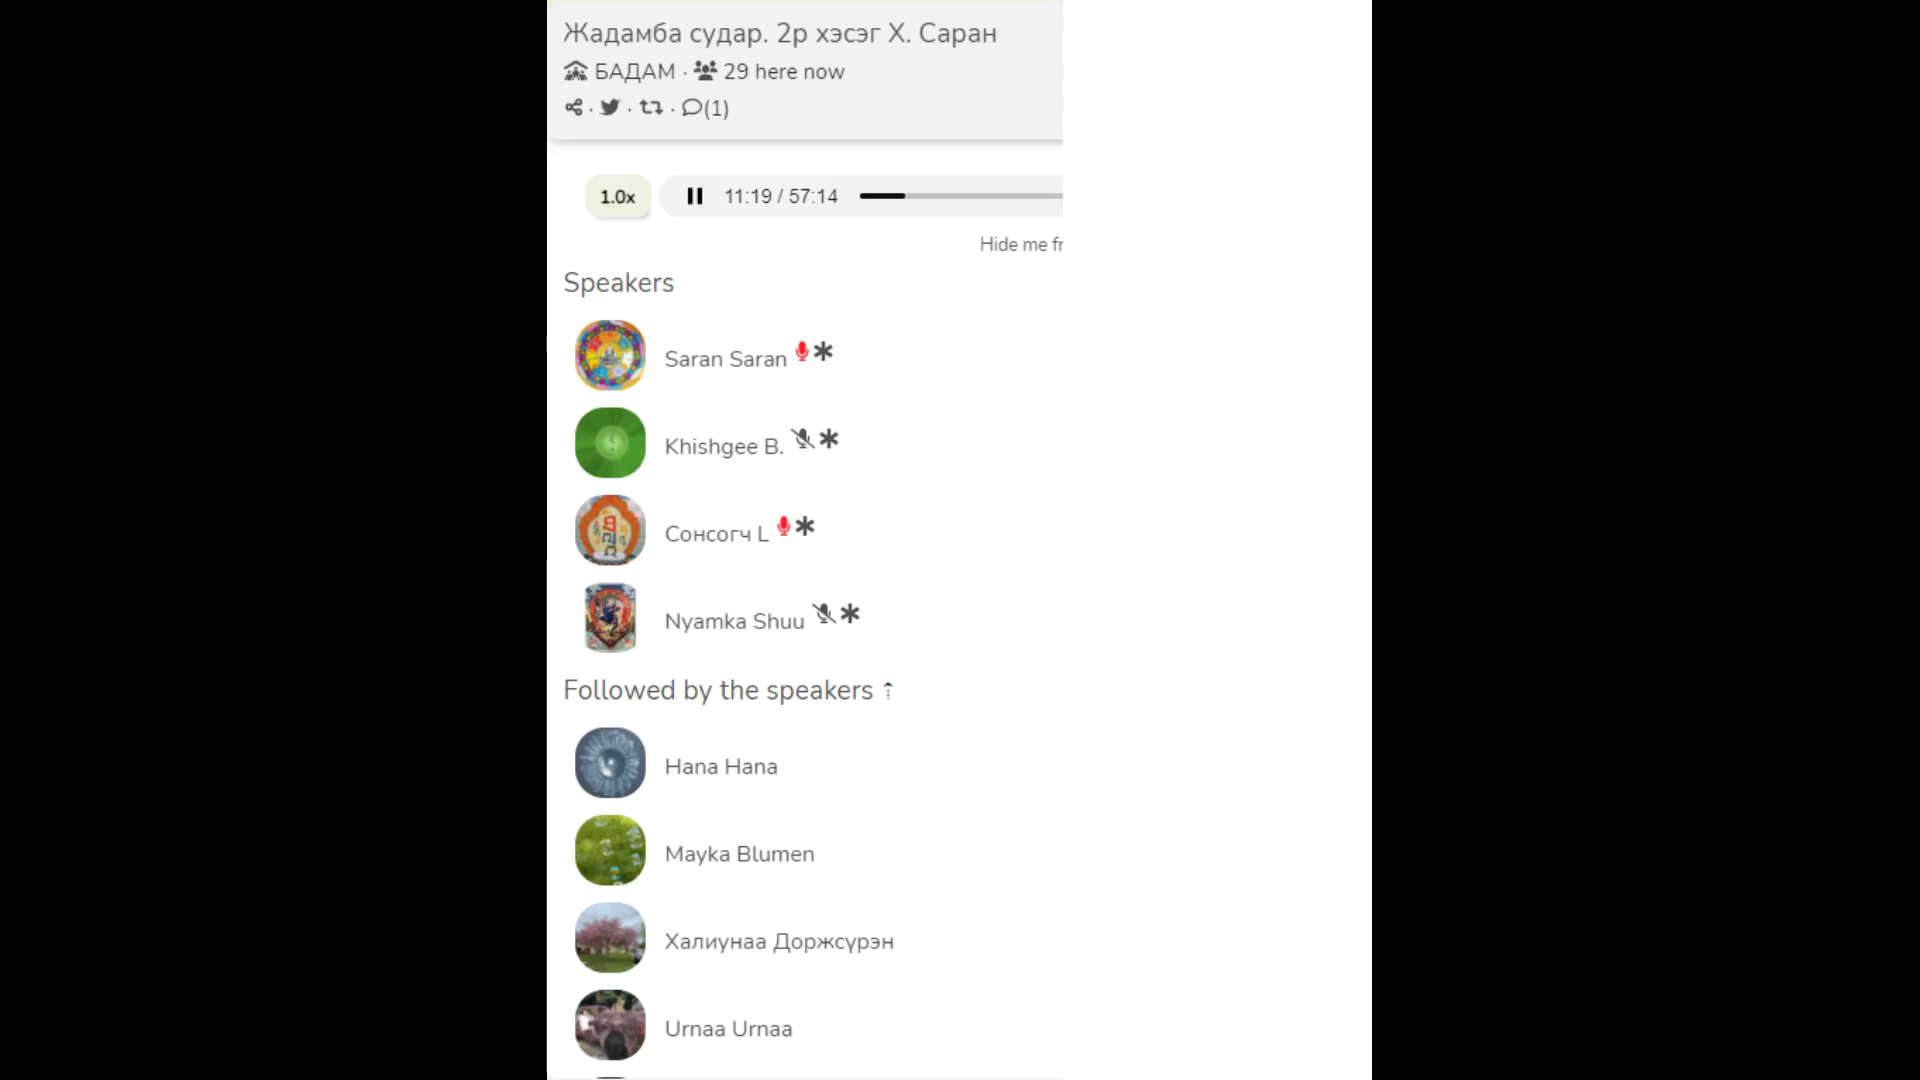 Жадамба судар. 2р хэсэг Х. Саран
БАДАМ · 29 here now
· · · (1)
1.0x 11:19 / 57:14
Hide me fr
Speakers
Saran Saran
Khishgee B.
Сонсогч L
Nyamka Shuu
Followed by the speakers
Hana Hana
Mayka Blumen
Халиунаа Доржсүрэн
Urnaa Urnaa